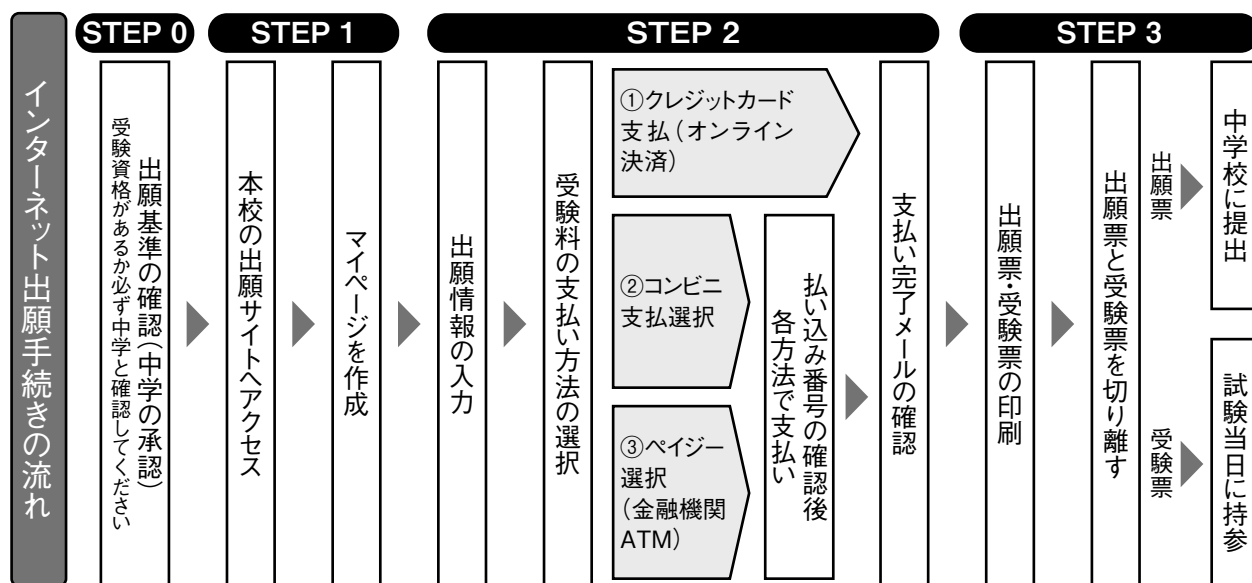 インターネット出願手続きの流れ
STEP 0
出願基準の確認(中学の承認)
受験資格があるか必ず中学と確認してください
STEP 1
本校の出願サイトへアクセス
マイページを作成
STEP 2
出願情報の入力
受験料の支払い方法の選択
①クレジットカード
支払(オンライン
決済)
②コンビニ
支払選択
③ペイジー
選択
(金融機関
ATM)
払い込み番号の確認後
各方法で支払い
支払い完了メールの確認
STEP 3
出願票・受験票の印刷
出願票と受験票を切り離す
出願票
中学校に提出
受験票
試験当日に持参